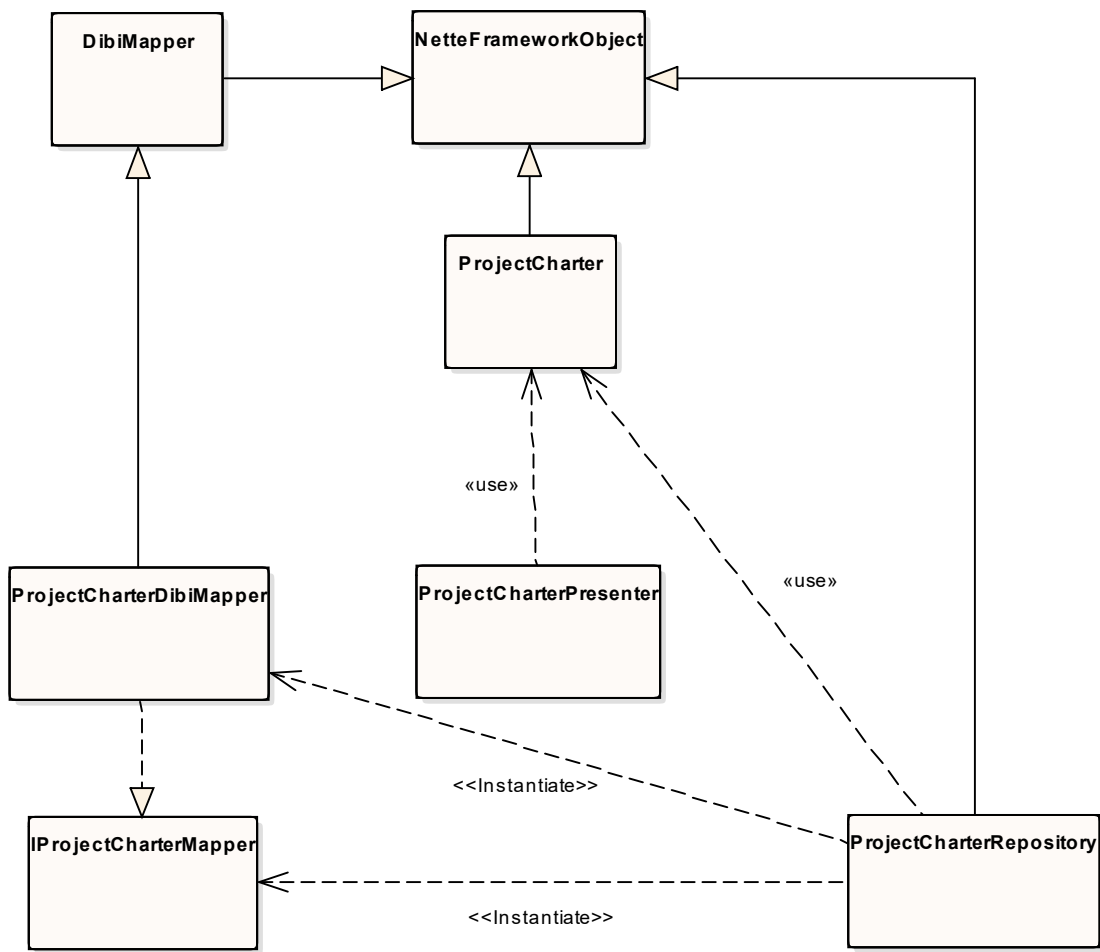 DibiMapper
NetteFrameworkObject
ProjectCharter
«use»
«use»
ProjectCharterDibiMapper
ProjectCharterPresenter
<<Instantiate>>
IProjectCharterMapper
ProjectCharterRepository
<<Instantiate>>